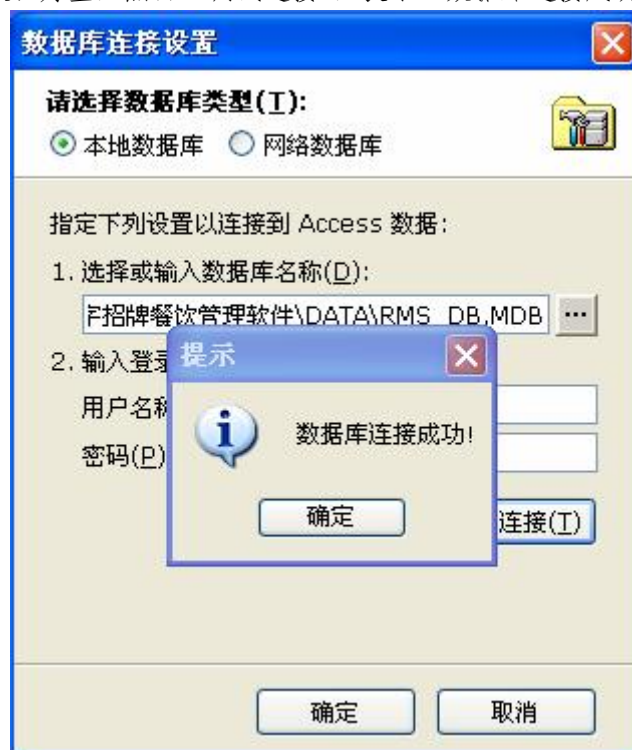 数据库连接设置
请选择数据库类型(T):
本地数据库 网络数据库
指定下列设置以连接到 Access 数据:
1. 选择或输入数据库名称(D):
招牌餐饮管理软件\DATA\RMS_DB.MDB ...
2. 输入登录
提示
用户名称
数据库连接成功!
密码(P)
确定
连接(T)
确定 取消